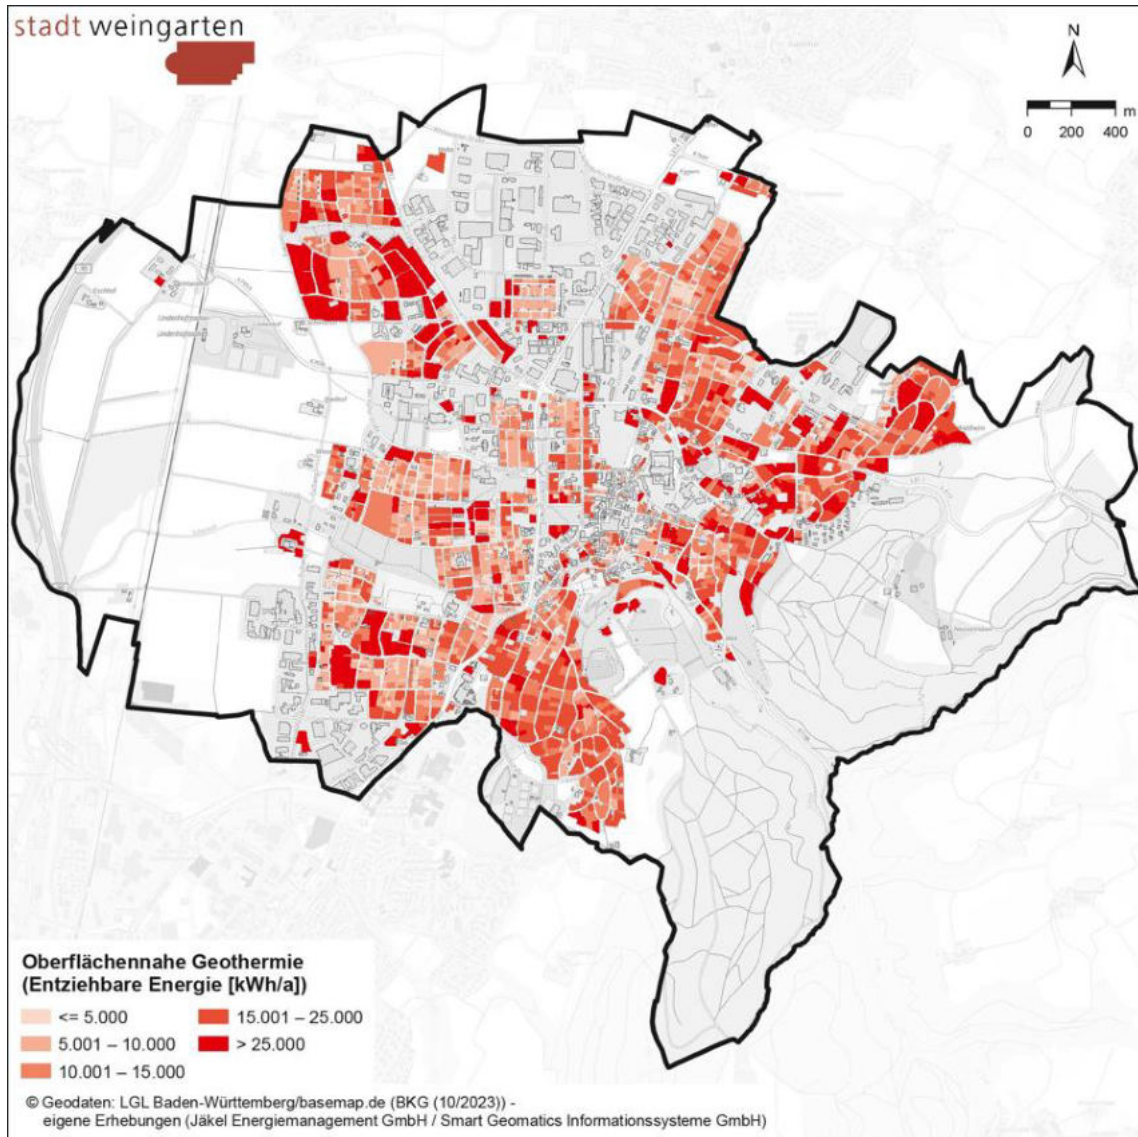 stadt weingarten
N
0 200 400 m
Oberflächennahe Geothermie
(Entziehbare Energie [kWh/a])
<= 5.000
5.001 – 10.000
10.001 – 15.000
15.001 – 25.000
> 25.000
© Geodaten: LGL Baden-Württemberg/basemap.de (BKG (10/2023)) -
eigene Erhebungen (Jäkel Energiemanagement GmbH / Smart Geomatics Informationssysteme GmbH)